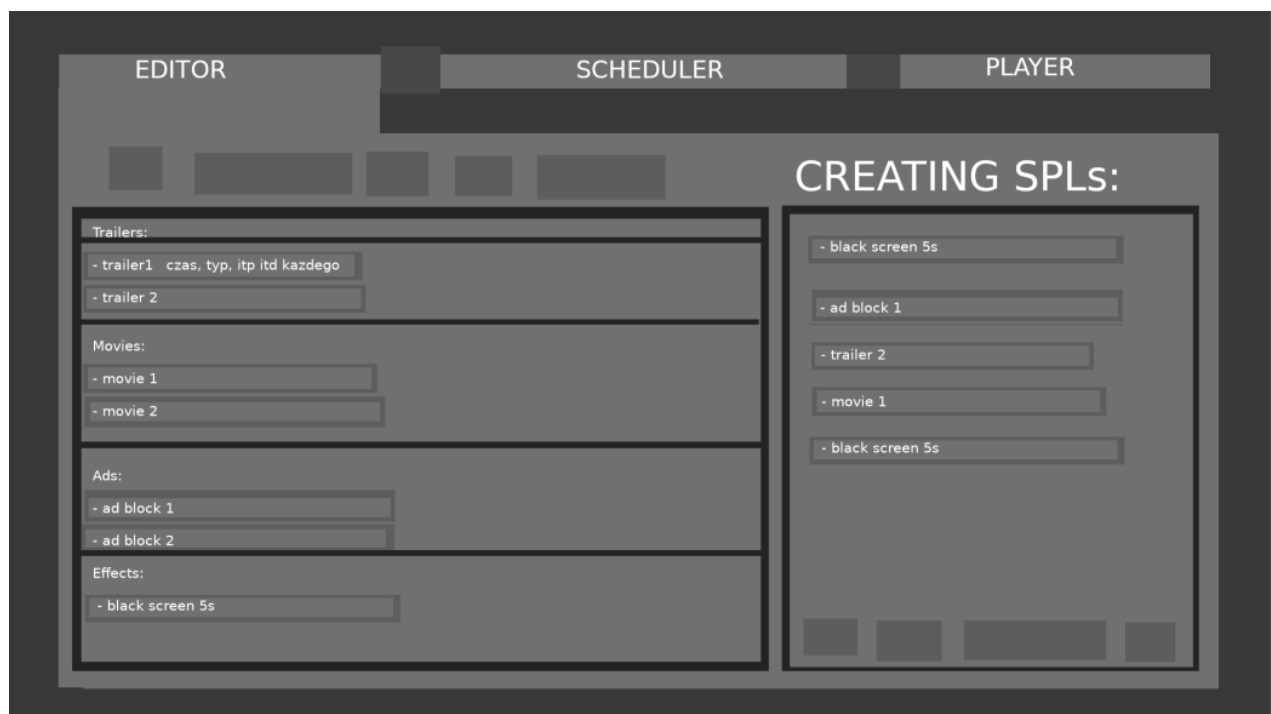 EDITOR
SCHEDULER
PLAYER
CREATING SPLs:
Trailers:
- trailer1 czas, typ, itp itd kazdego
- trailer 2
Movies:
- movie 1
- movie 2
Ads:
- ad block 1
- ad block 2
Effects:
- black screen 5s
- black screen 5s
- ad block 1
- trailer 2
- movie 1
- black screen 5s